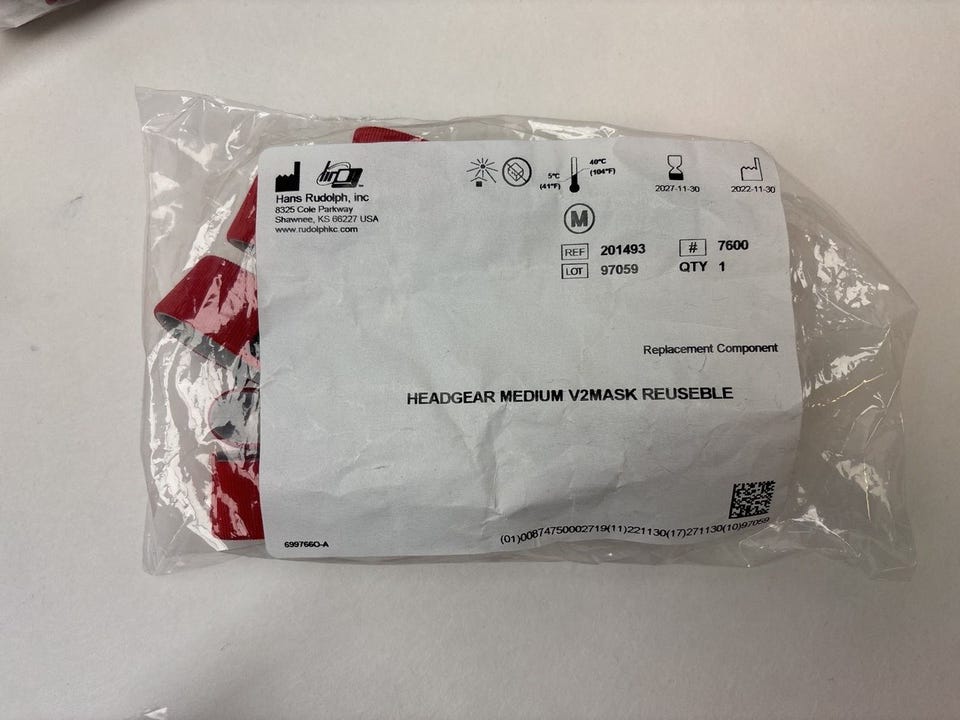 hr
Hans Rudolph, inc
8325 Cole Parkway
Shawnee, KS 66227 USA
www.rudolphkc.com
5°C
(41°F)
40°C
(104°F)
2027-11-30
2022-11-30
M
REF 201493
# 7600
LOT 97059
QTY 1
Replacement Component
HEADGEAR MEDIUM V2MASK REUSEBLE
(01)00874750002719(11)221130(17)271130(10)97059
699766O-A